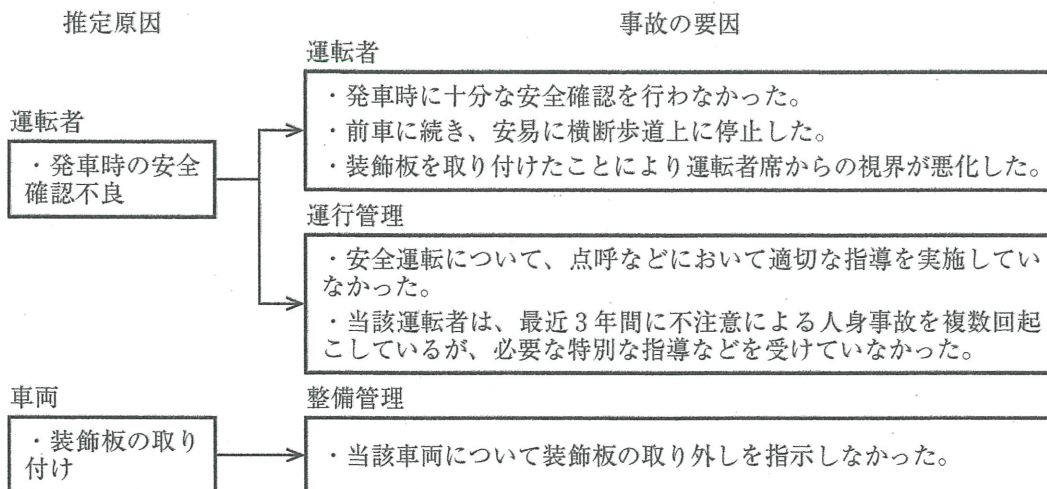 推定原因
事故の要因
運転者
・発車時の安全
確認不良
運転者
・発車時に十分な安全確認を行わなかった。
・前車に続き、安易に横断歩道上に停止した。
・装飾板を取り付けたことにより運転者席からの視界が悪化した。
運行管理
・安全運転について、点呼などにおいて適切な指導を実施してい
なかった。
・当該運転者は、最近3年間に不注意による人身事故を複数回起
こしているが、必要な特別な指導などを受けていなかった。
車両
・装飾板の取り
付け
整備管理
・当該車両について装飾板の取り外しを指示しなかった。